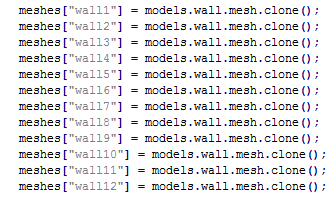 meshes["wall1"] = models.wall.mesh.clone();
meshes["wall2"] = models.wall.mesh.clone();
meshes["wall3"] = models.wall.mesh.clone();
meshes["wall4"] = models.wall.mesh.clone();
meshes["wall5"] = models.wall.mesh.clone();
meshes["wall6"] = models.wall.mesh.clone();
meshes["wall7"] = models.wall.mesh.clone();
meshes["wall8"] = models.wall.mesh.clone();
meshes["wall9"] = models.wall.mesh.clone();
meshes["wall10"] = models.wall.mesh.clone();
meshes["wall11"] = models.wall.mesh.clone();
meshes["wall12"] = models.wall.mesh.clone();